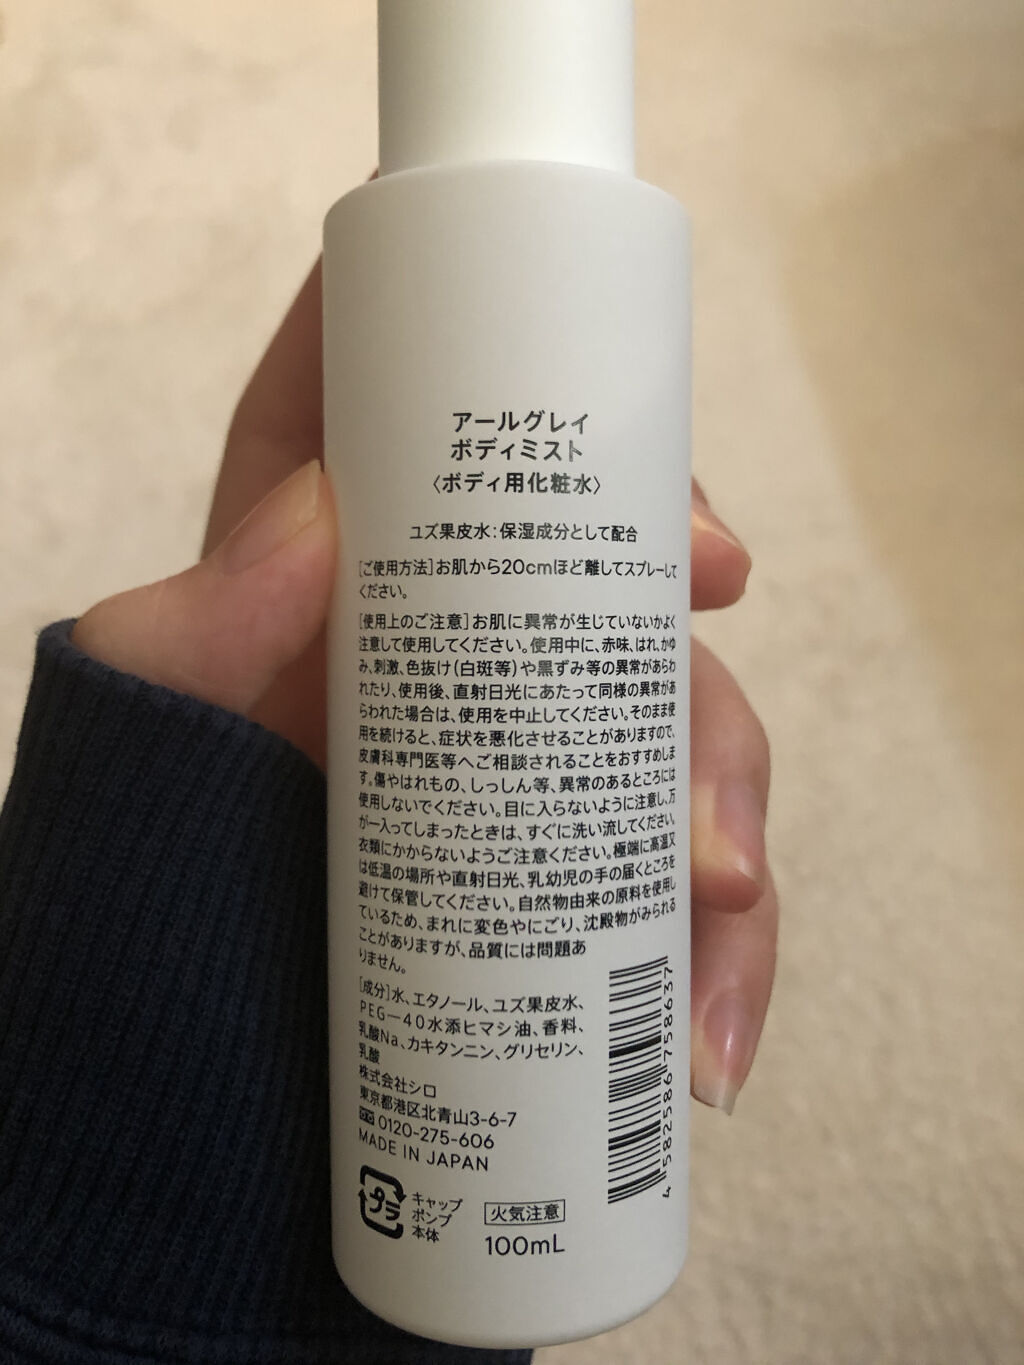 アールグレイ
ボディミスト
〈ボディ用化粧水〉
ユズ果皮水：保湿成分として配合
［ご使用方法］お肌から20cmほど離してスプレーして
ください。
［使用上のご注意］お肌に異常が生じていないかよく
注意して使用してください。使用中に、赤味、はれ、かゆ
み、刺激、色抜け（白斑等）や黒ずみ等の異常があらわ
れたり、使用後、直射日光にあたって同様の異常があ
らわれた場合は、使用を中止してください。そのまま使
用を続けると、症状を悪化させることがありますので、
皮膚科専門医等へご相談されることをおすすめしま
す。傷やはれもの、しっしん等、異常のあるところには
使用しないでください。目に入らないように注意し、万
が一入ってしまったときは、すぐに洗い流してください。
衣類にかからないようご注意ください。極端に高温又
は低温の場所や直射日光、乳幼児の手の届くところを
避けて保管してください。自然物由来の原料を使用し
ているため、まれに変色やにごり、沈殿物がみられる
ことがありますが、品質には問題あ
りません。
［成分］水、エタノール、ユズ果皮水、
PEG－40水添ヒマシ油、香料、
乳酸Na、カキタンニン、グリセリン、
乳酸
株式会社シロ
東京都港区北青山3-6-7
0120-275-606
MADE IN JAPAN
プラ
キャップ
ポンプ
本体
火気注意
100mL
4 582586 758637